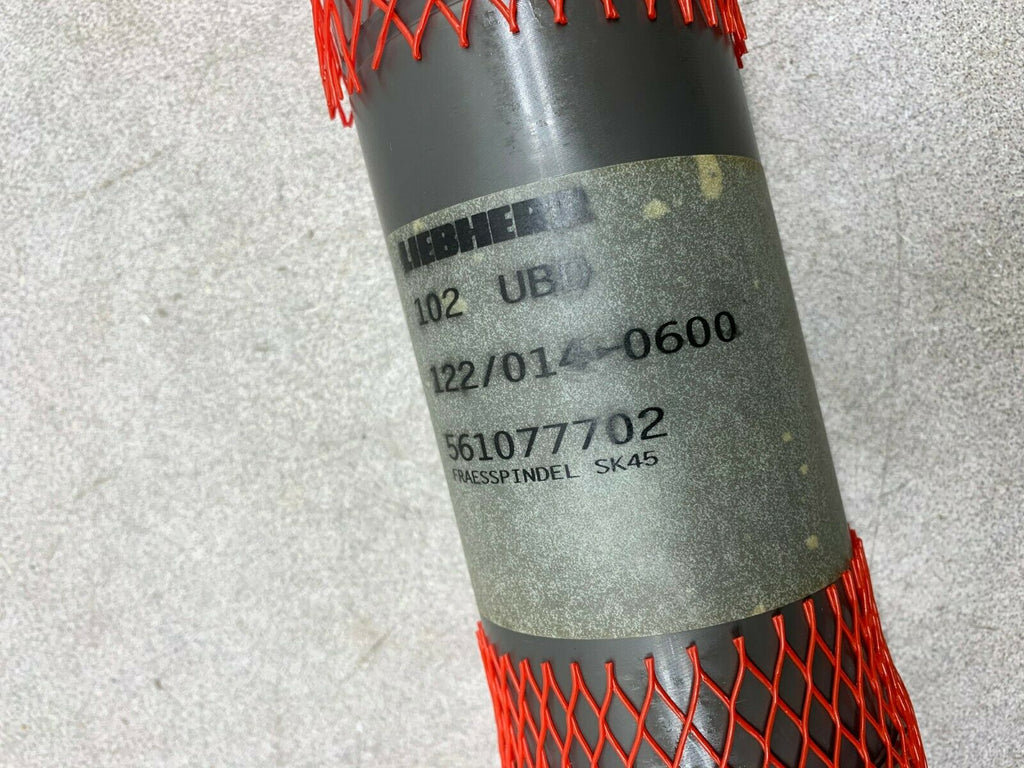 LIEBHERR
102 UBD
122/014-0600
561077702
FRAESSPINDEL SK45